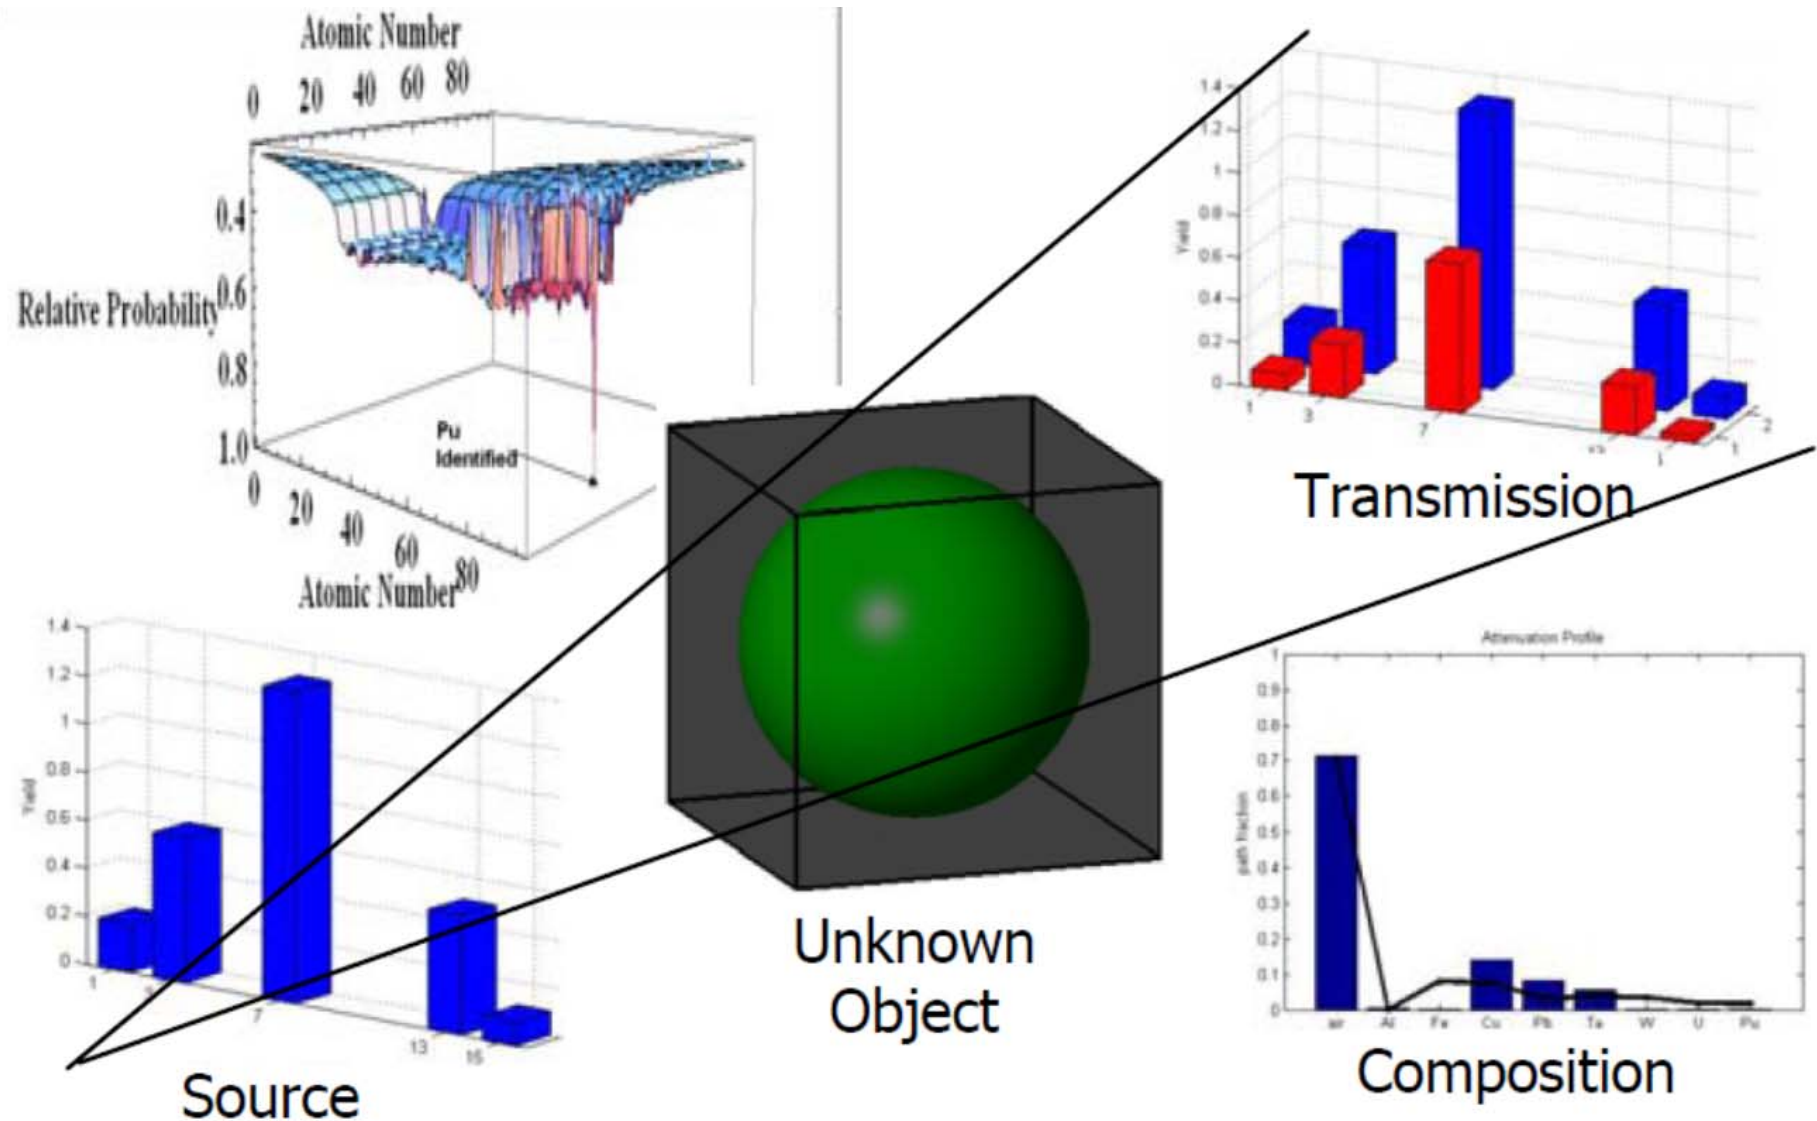 Atomic Number
0 20 40 60 80
Relative Probability
0.4
0.6
0.8
1.0
Pu
Identified
0 20 40 60 80
Atomic Number
1.4
1.2
1
0.8
0.6
0.4
0.2
0
Yield
1 3 7
1 2
Transmission
1.4
1.2
1
0.8
0.6
0.4
0.2
0
Yield
1 7 13 15
Source
Unknown
Object
Attenuation Profile
1
0.9
0.8
0.7
0.6
0.5
0.4
0.3
0.2
0.1
0
path fraction
air Al Fe Cu Pb Ta W U Pu
Composition